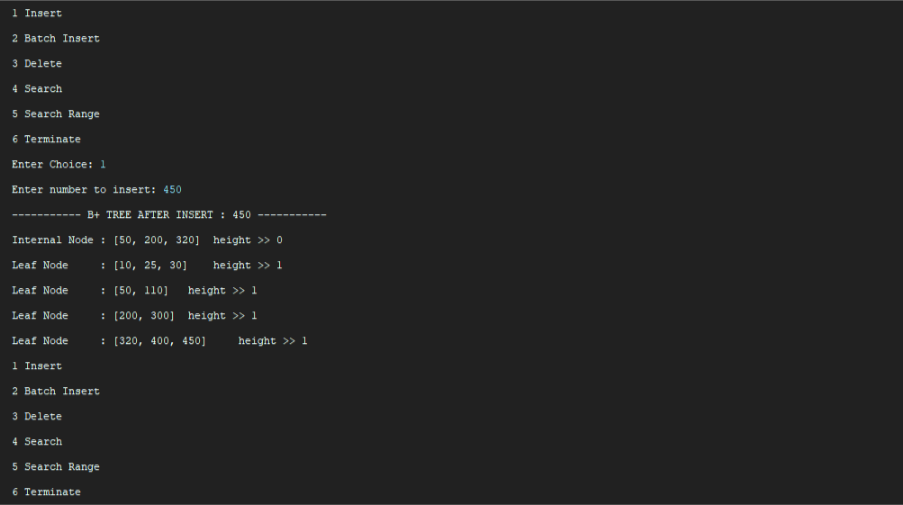 1 Insert
2 Batch Insert
3 Delete
4 Search
5 Search Range
6 Terminate
Enter Choice: 1
Enter number to insert: 450
----------- B+ TREE AFTER INSERT : 450 -----------
Internal Node : [50, 200, 320]  height >> 0
Leaf Node     : [10, 25, 30]    height >> 1
Leaf Node     : [50, 110]   height >> 1
Leaf Node     : [200, 300]  height >> 1
Leaf Node     : [320, 400, 450]     height >> 1
1 Insert
2 Batch Insert
3 Delete
4 Search
5 Search Range
6 Terminate